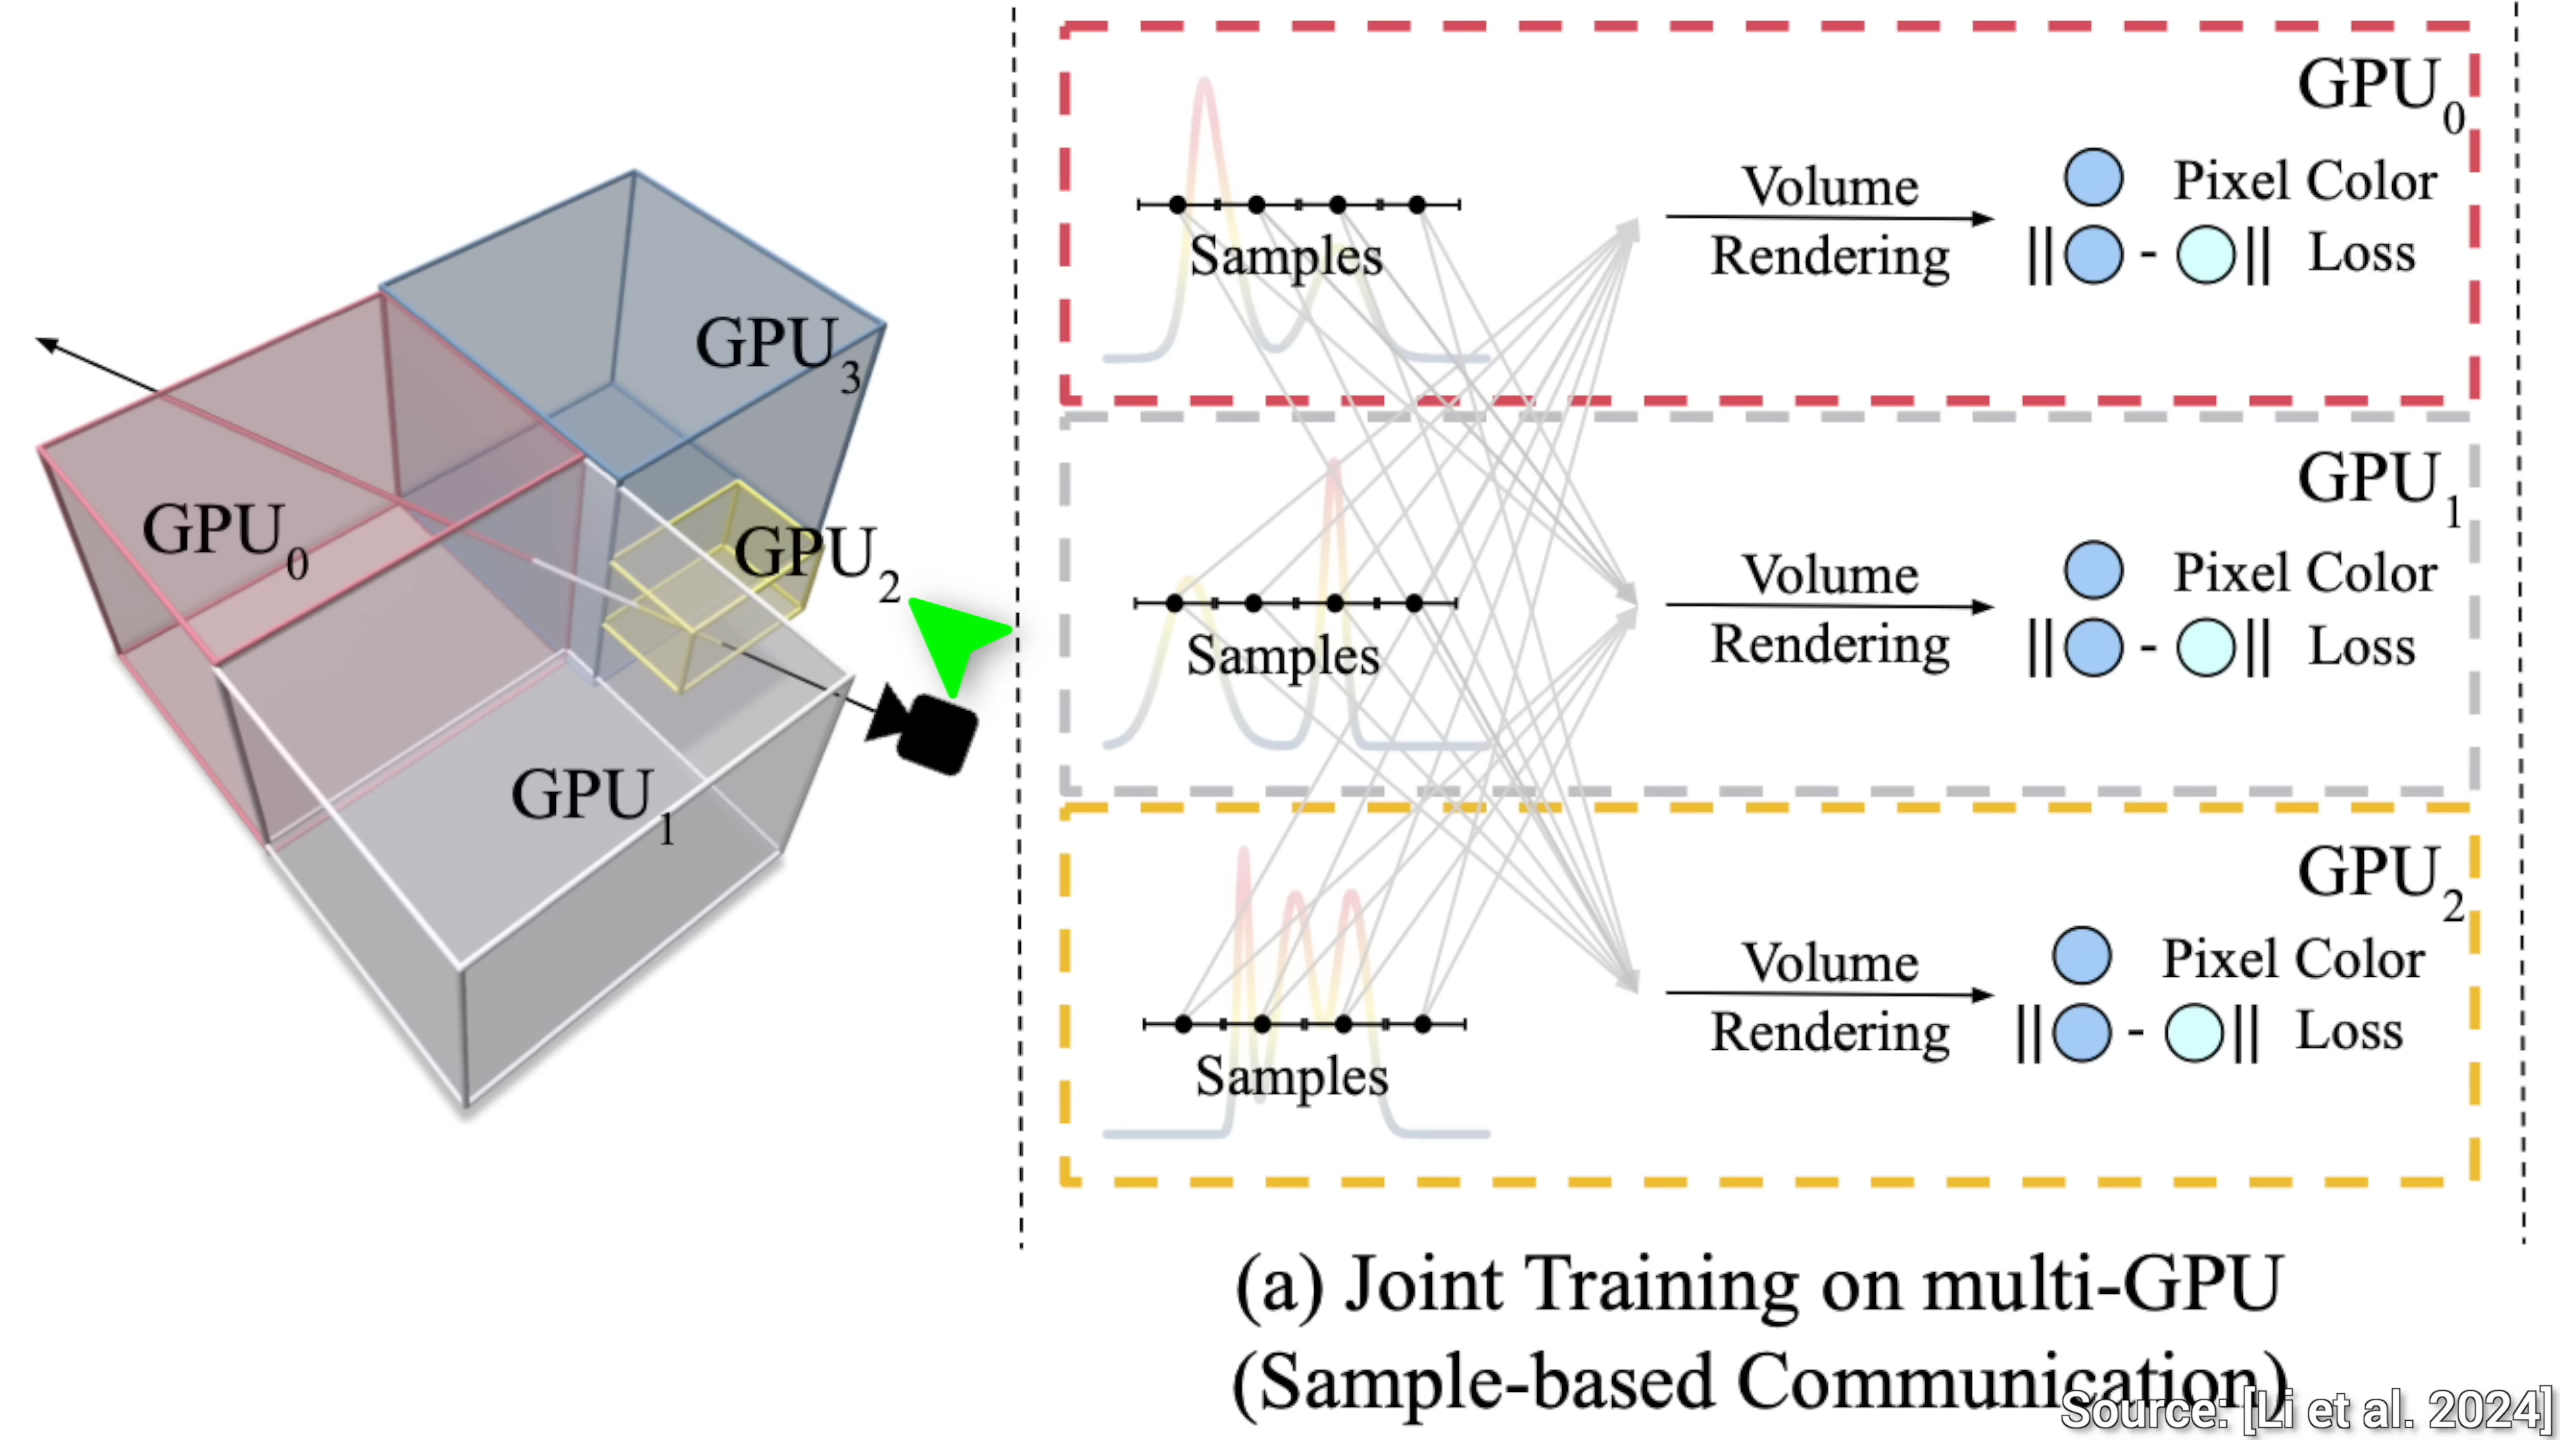 GPU3
GPU0
GPU2
GPU1
GPU0
Samples
Volume
Rendering
Pixel Color
|| - || Loss
GPU1
Samples
Volume
Rendering
Pixel Color
|| - || Loss
GPU2
Samples
Volume
Rendering
Pixel Color
|| - || Loss
(a) Joint Training on multi-GPU
(Sample-based Communication)
Source: [Li et al. 2024]